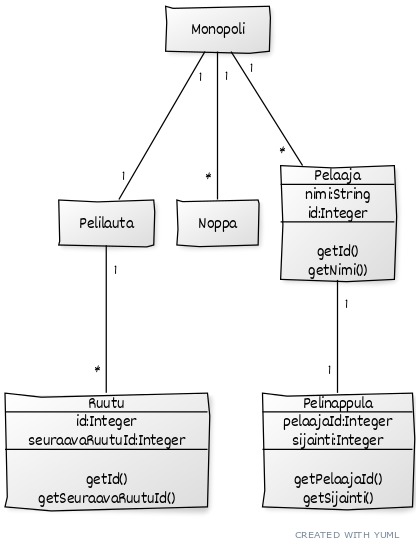 Monopoli
1
1
1
1
*
*
Pelaaja
nimi:String
id:Integer
getId()
getNimi())
Pelilauta
Noppa
1
1
*
1
Ruutu
id:Integer
seuraavaRuutuId:Integer
getId()
getSeuraavaRuutuId()
Pelinappula
pelaajaId:Integer
sijainti:Integer
getPelaajaId()
getSijainti()
CREATED WITH YUML